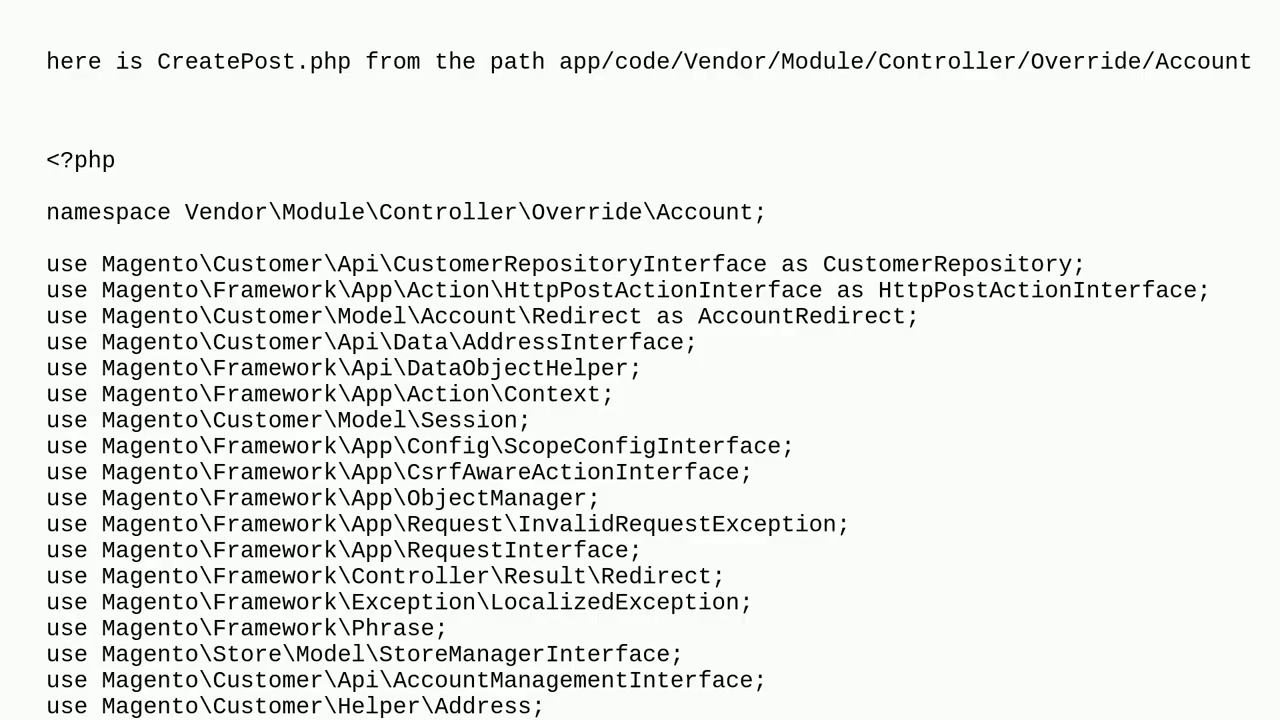 here is CreatePost.php from the path app/code/Vendor/Module/Controller/Override/Account
<?php
namespace Vendor\Module\Controller\Override\Account;
use Magento\Customer\Api\CustomerRepositoryInterface as CustomerRepository;
use Magento\Framework\App\Action\HttpPostActionInterface as HttpPostActionInterface;
use Magento\Customer\Model\Account\Redirect as AccountRedirect;
use Magento\Customer\Api\Data\AddressInterface;
use Magento\Framework\Api\DataObjectHelper;
use Magento\Framework\App\Action\Context;
use Magento\Customer\Model\Session;
use Magento\Framework\App\Config\ScopeConfigInterface;
use Magento\Framework\App\CsrfAwareActionInterface;
use Magento\Framework\App\ObjectManager;
use Magento\Framework\App\Request\InvalidRequestException;
use Magento\Framework\App\RequestInterface;
use Magento\Framework\Controller\Result\Redirect;
use Magento\Framework\Exception\LocalizedException;
use Magento\Framework\Phrase;
use Magento\Store\Model\StoreManagerInterface;
use Magento\Customer\Api\AccountManagementInterface;
use Magento\Customer\Helper\Address;